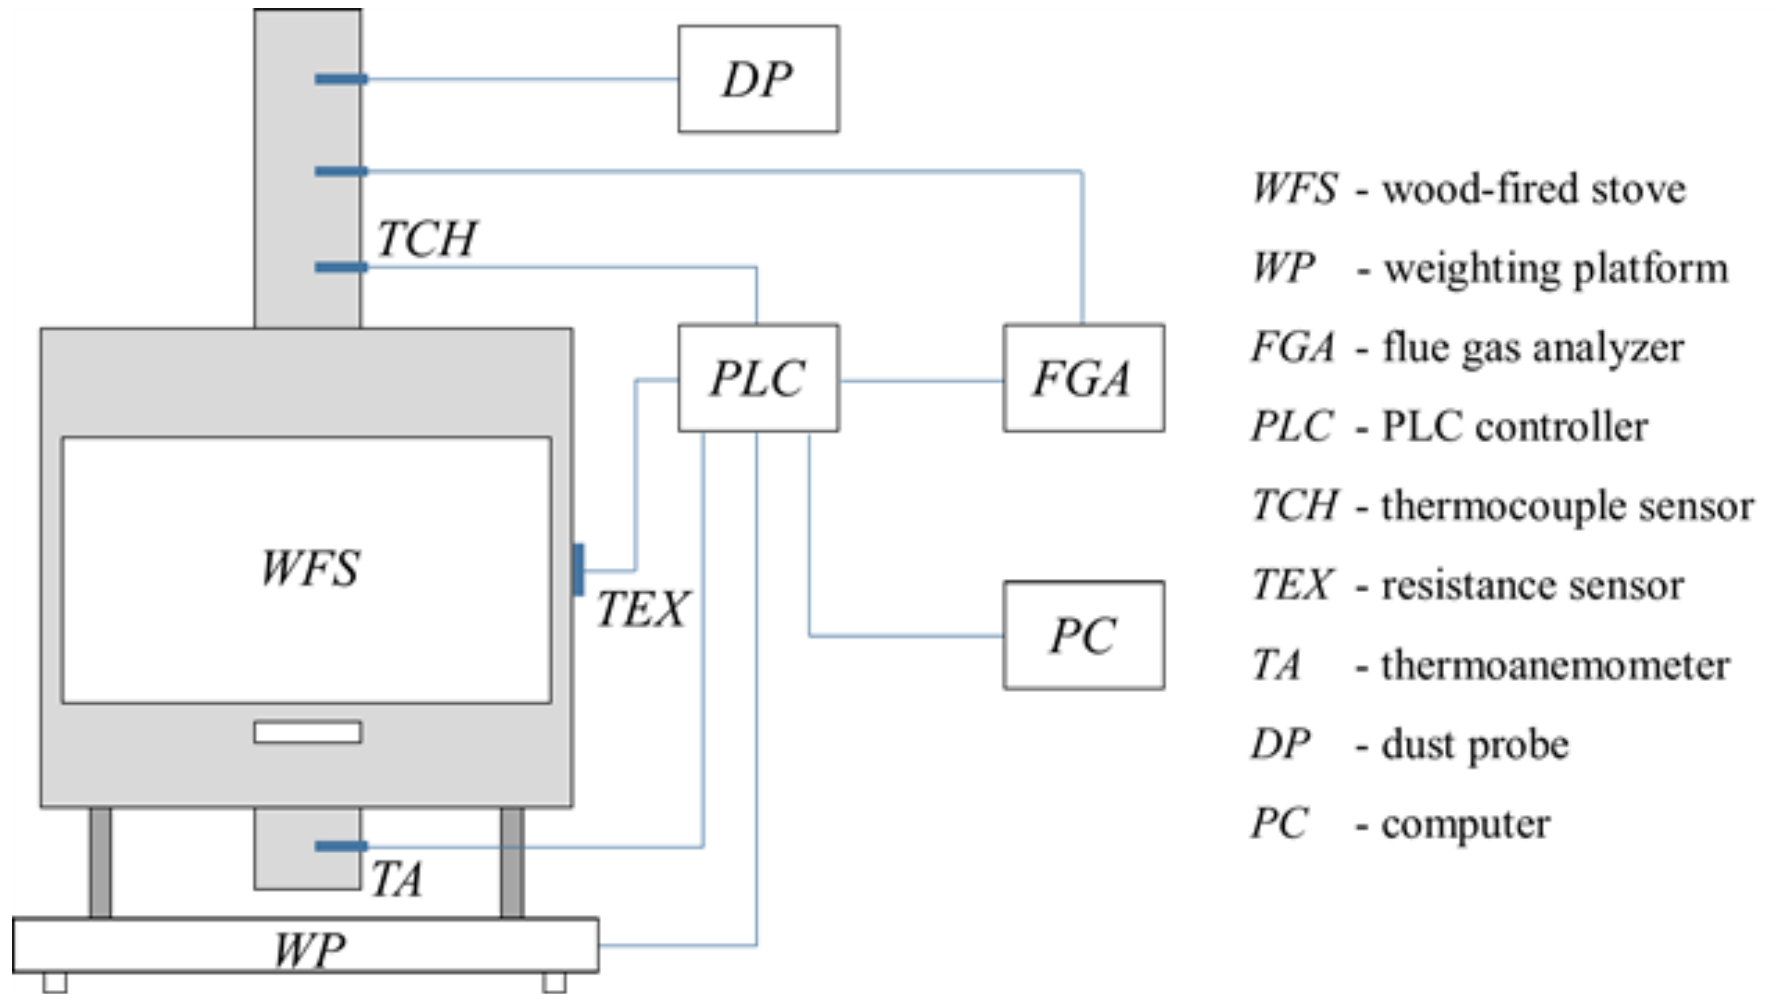 DP
TCH
PLC
FGA
WFS
TEX
PC
TA
WP
WFS - wood-fired stove
WP - weighting platform
FGA - flue gas analyzer
PLC - PLC controller
TCH - thermocouple sensor
TEX - resistance sensor
TA - thermoanemometer
DP - dust probe
PC - computer